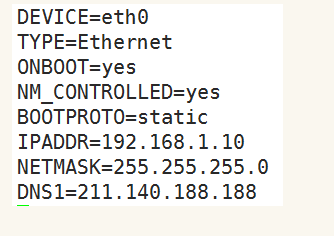 DEVICE=eth0
TYPE=Ethernet
ONBOOT=yes
NM_CONTROLLED=yes
BOOTPROTO=static
IPADDR=192.168.1.10
NETMASK=255.255.255.0
DNS1=211.140.188.188